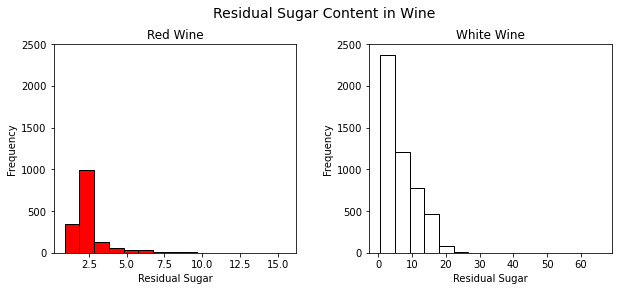 Residual Sugar Content in Wine
Red Wine
2500
2000
1500
1000
500
0
Frequency
2.5 5.0 7.5 10.0 12.5 15.0
Residual Sugar
White Wine
2500
2000
1500
1000
500
0
Frequency
0 10 20 30 40 50 60
Residual Sugar